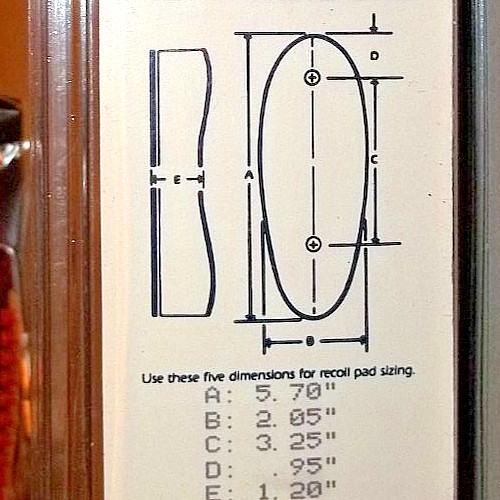 D
C
E
A
B
Use these five dimensions for recoil pad sizing.
A: 5.70"
B: 2.05"
C: 3.25"
D: .95"
E: 1.20"